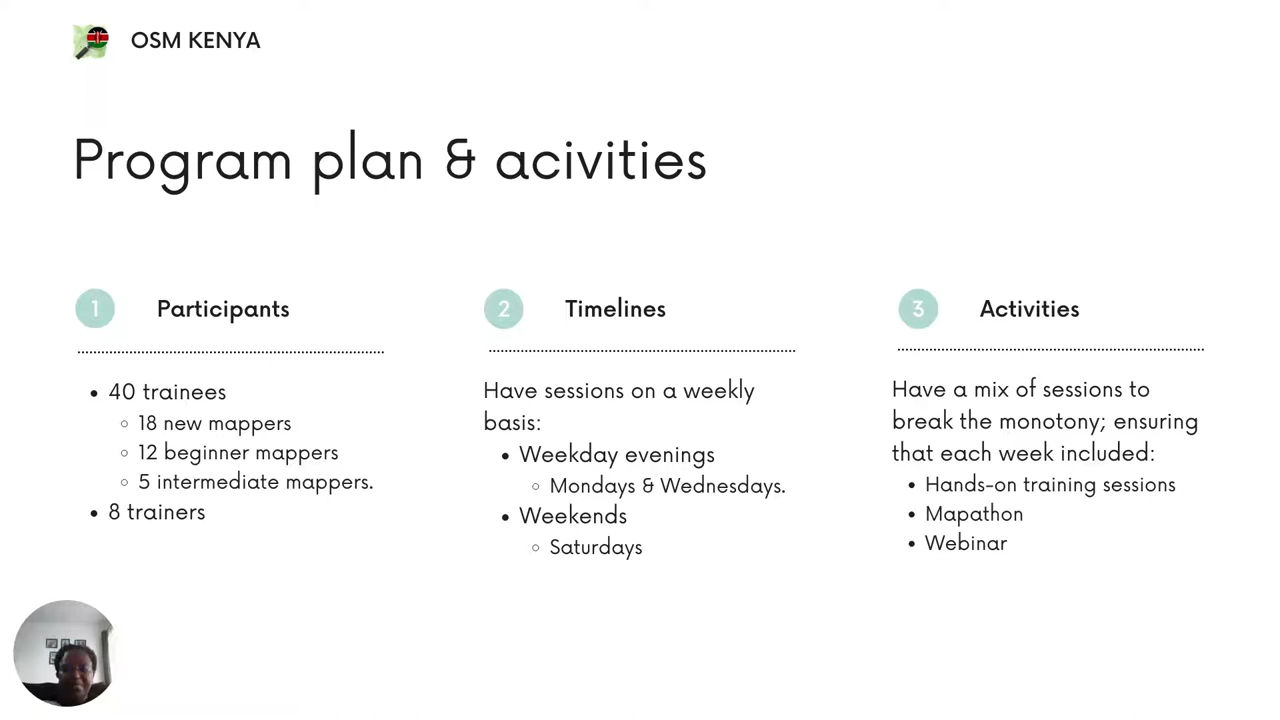 OSM KENYA
Program plan & acivities
1 Participants
40 trainees
18 new mappers
12 beginner mappers
5 intermediate mappers.
8 trainers
2 Timelines
Have sessions on a weekly
basis:
Weekday evenings
Mondays & Wednesdays.
Weekends
Saturdays
3 Activities
Have a mix of sessions to
break the monotony; ensuring
that each week included:
Hands-on training sessions
Mapathon
Webinar